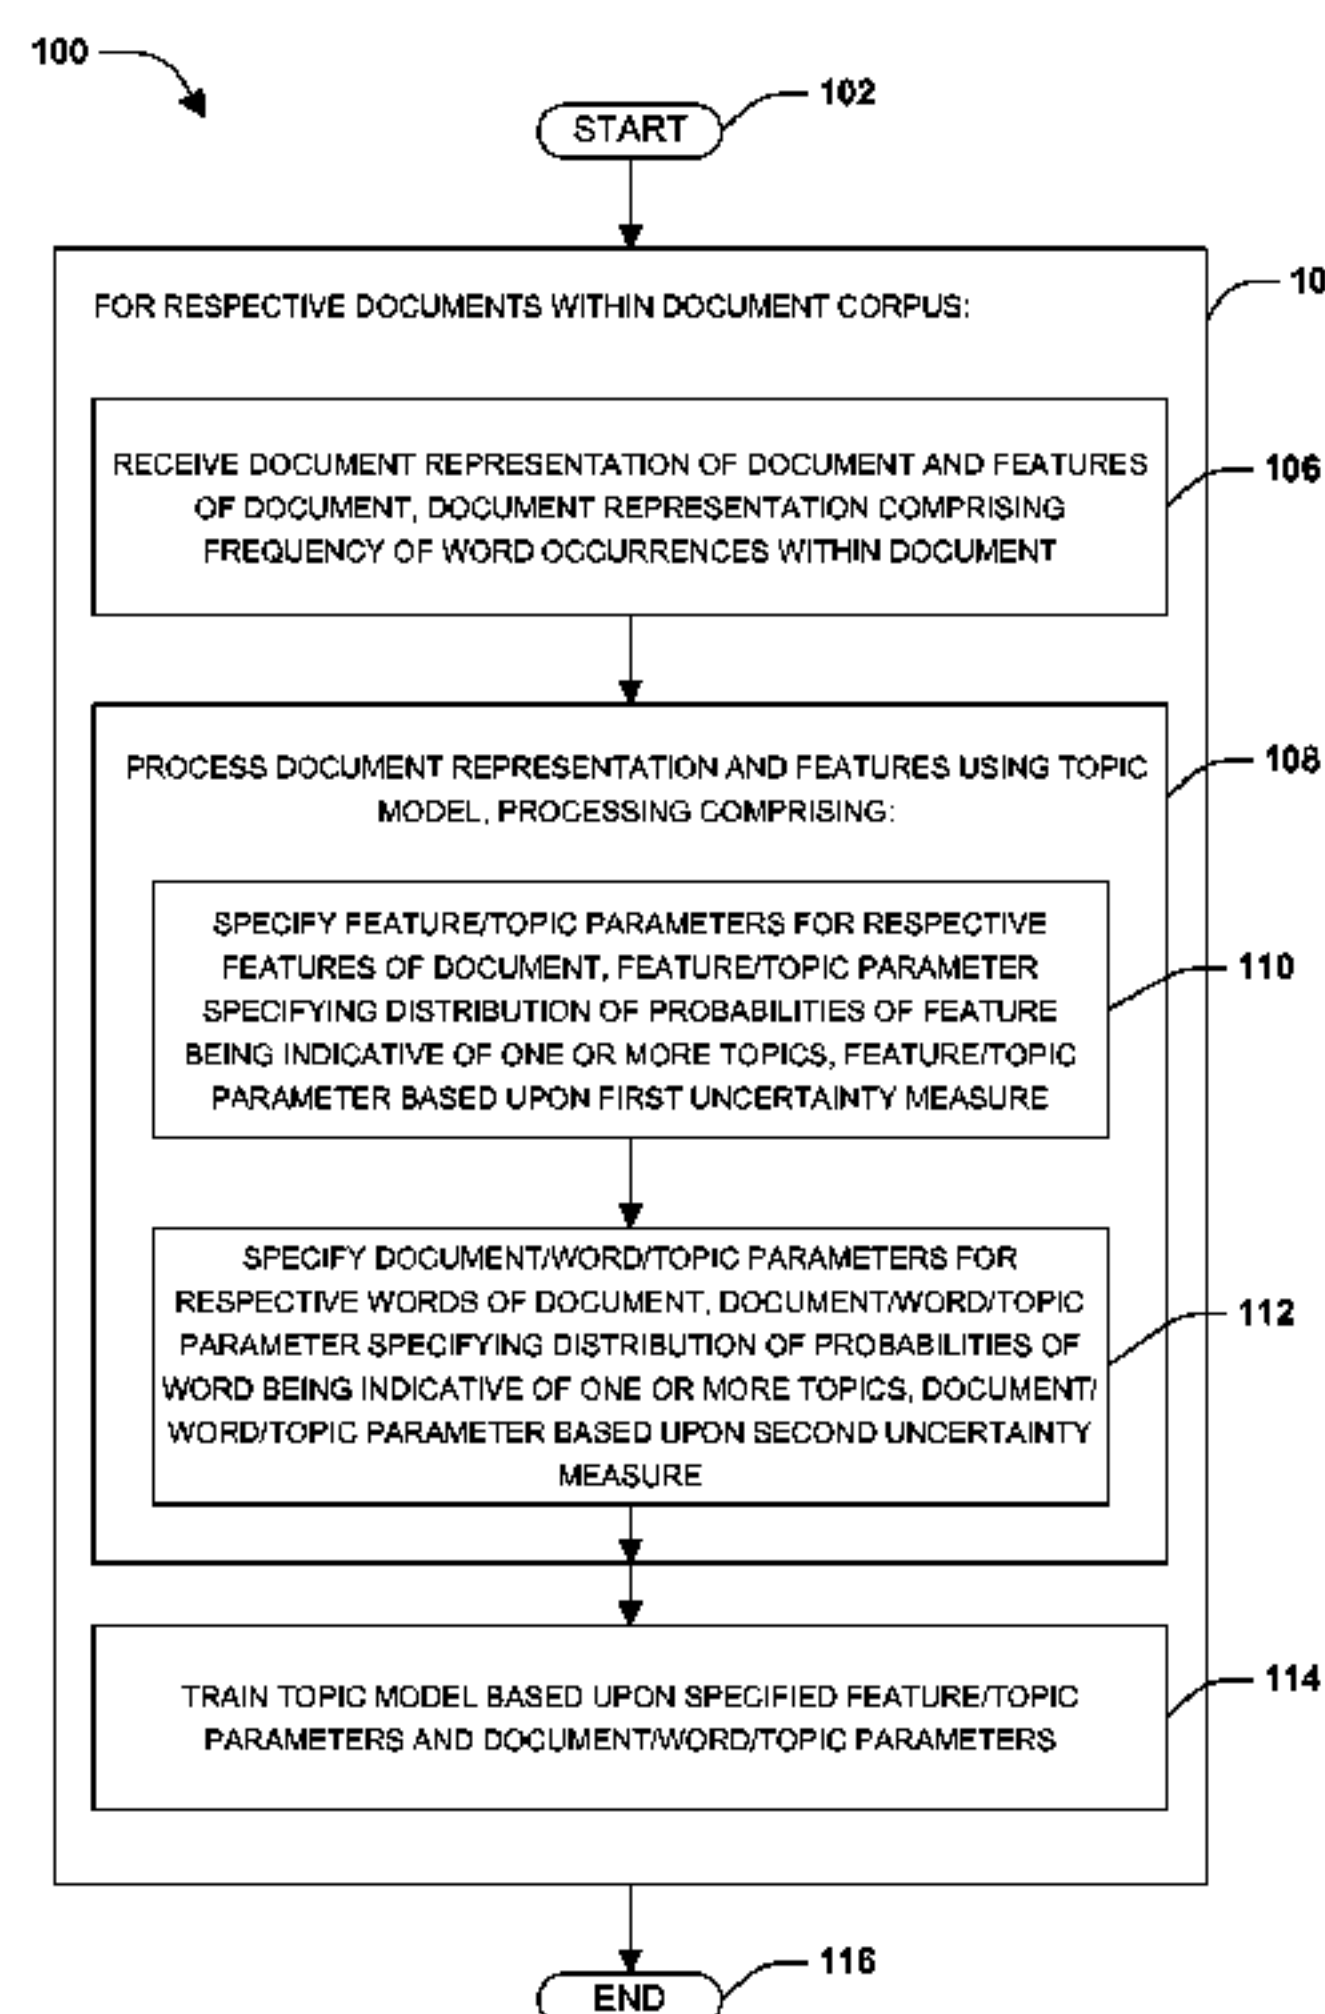 100
102
START
10
FOR RESPECTIVE DOCUMENTS WITHIN DOCUMENT CORPUS:
RECEIVE DOCUMENT REPRESENTATION OF DOCUMENT AND FEATURES
OF DOCUMENT, DOCUMENT REPRESENTATION COMPRISING
FREQUENCY OF WORD OCCURRENCES WITHIN DOCUMENT
106
PROCESS DOCUMENT REPRESENTATION AND FEATURES USING TOPIC
MODEL, PROCESSING COMPRISING:
108
SPECIFY FEATURE/TOPIC PARAMETERS FOR RESPECTIVE
FEATURES OF DOCUMENT, FEATURE/TOPIC PARAMETER
SPECIFYING DISTRIBUTION OF PROBABILITIES OF FEATURE
BEING INDICATIVE OF ONE OR MORE TOPICS, FEATURE/TOPIC
PARAMETER BASED UPON FIRST UNCERTAINTY MEASURE
110
SPECIFY DOCUMENT/WORD/TOPIC PARAMETERS FOR
RESPECTIVE WORDS OF DOCUMENT, DOCUMENT/WORD/TOPIC
PARAMETER SPECIFYING DISTRIBUTION OF PROBABILITIES OF
WORD BEING INDICATIVE OF ONE OR MORE TOPICS, DOCUMENT/
WORD/TOPIC PARAMETER BASED UPON SECOND UNCERTAINTY
MEASURE
112
TRAIN TOPIC MODEL BASED UPON SPECIFIED FEATURE/TOPIC
PARAMETERS AND DOCUMENT/WORD/TOPIC PARAMETERS
114
116
END